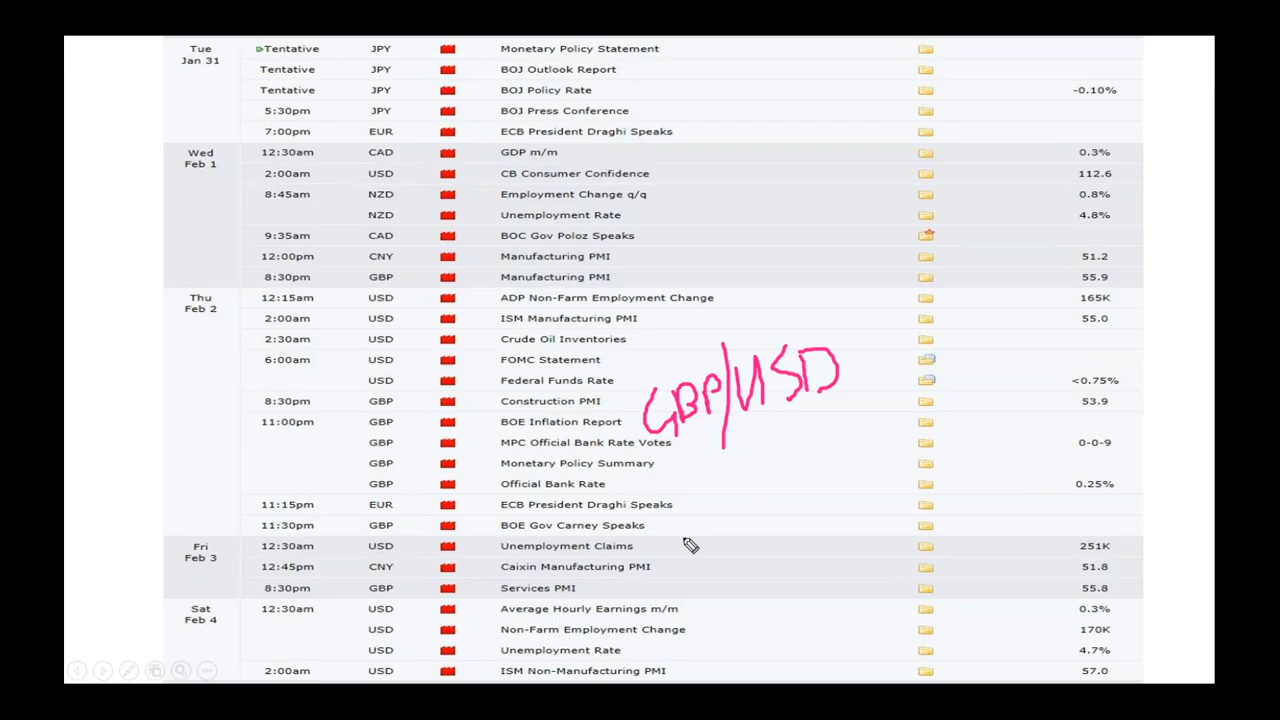 Tue Tentative JPY Monetary Policy Statement
Jan 31
Tentative JPY BOJ Outlook Report
Tentative JPY BOJ Policy Rate -0.10%
5:30pm JPY BOJ Press Conference
7:00pm EUR ECB President Draghi Speaks
Wed 12:30am CAD GDP m/m 0.3%
Feb 1
2:00am USD CB Consumer Confidence 112.6
8:45am NZD Employment Change q/q 0.8%
NZD Unemployment Rate 4.8%
9:35am CAD BOC Gov Poloz Speaks
12:00pm CNY Manufacturing PMI 51.2
8:30pm GBP Manufacturing PMI 55.9
Thu 12:15am USD ADP Non-Farm Employment Change 165K
Feb 2
2:00am USD ISM Manufacturing PMI 55.0
2:30am USD Crude Oil Inventories
6:00am USD FOMC Statement
USD Federal Funds Rate <0.75%
GBP/USD
8:30pm GBP Construction PMI 53.9
11:00pm GBP BOE Inflation Report
GBP MPC Official Bank Rate Votes 0-0-9
GBP Monetary Policy Summary
GBP Official Bank Rate 0.25%
11:15pm EUR ECB President Draghi Speaks
11:30pm GBP BOE Gov Carney Speaks
Fri 12:30am USD Unemployment Claims 251K
Feb 3
12:45pm CNY Caixin Manufacturing PMI 51.8
8:30pm GBP Services PMI 55.8
Sat 12:30am USD Average Hourly Earnings m/m 0.3%
Feb 4
USD Non-Farm Employment Change 170K
USD Unemployment Rate 4.7%
2:00am USD ISM Non-Manufacturing PMI 57.0